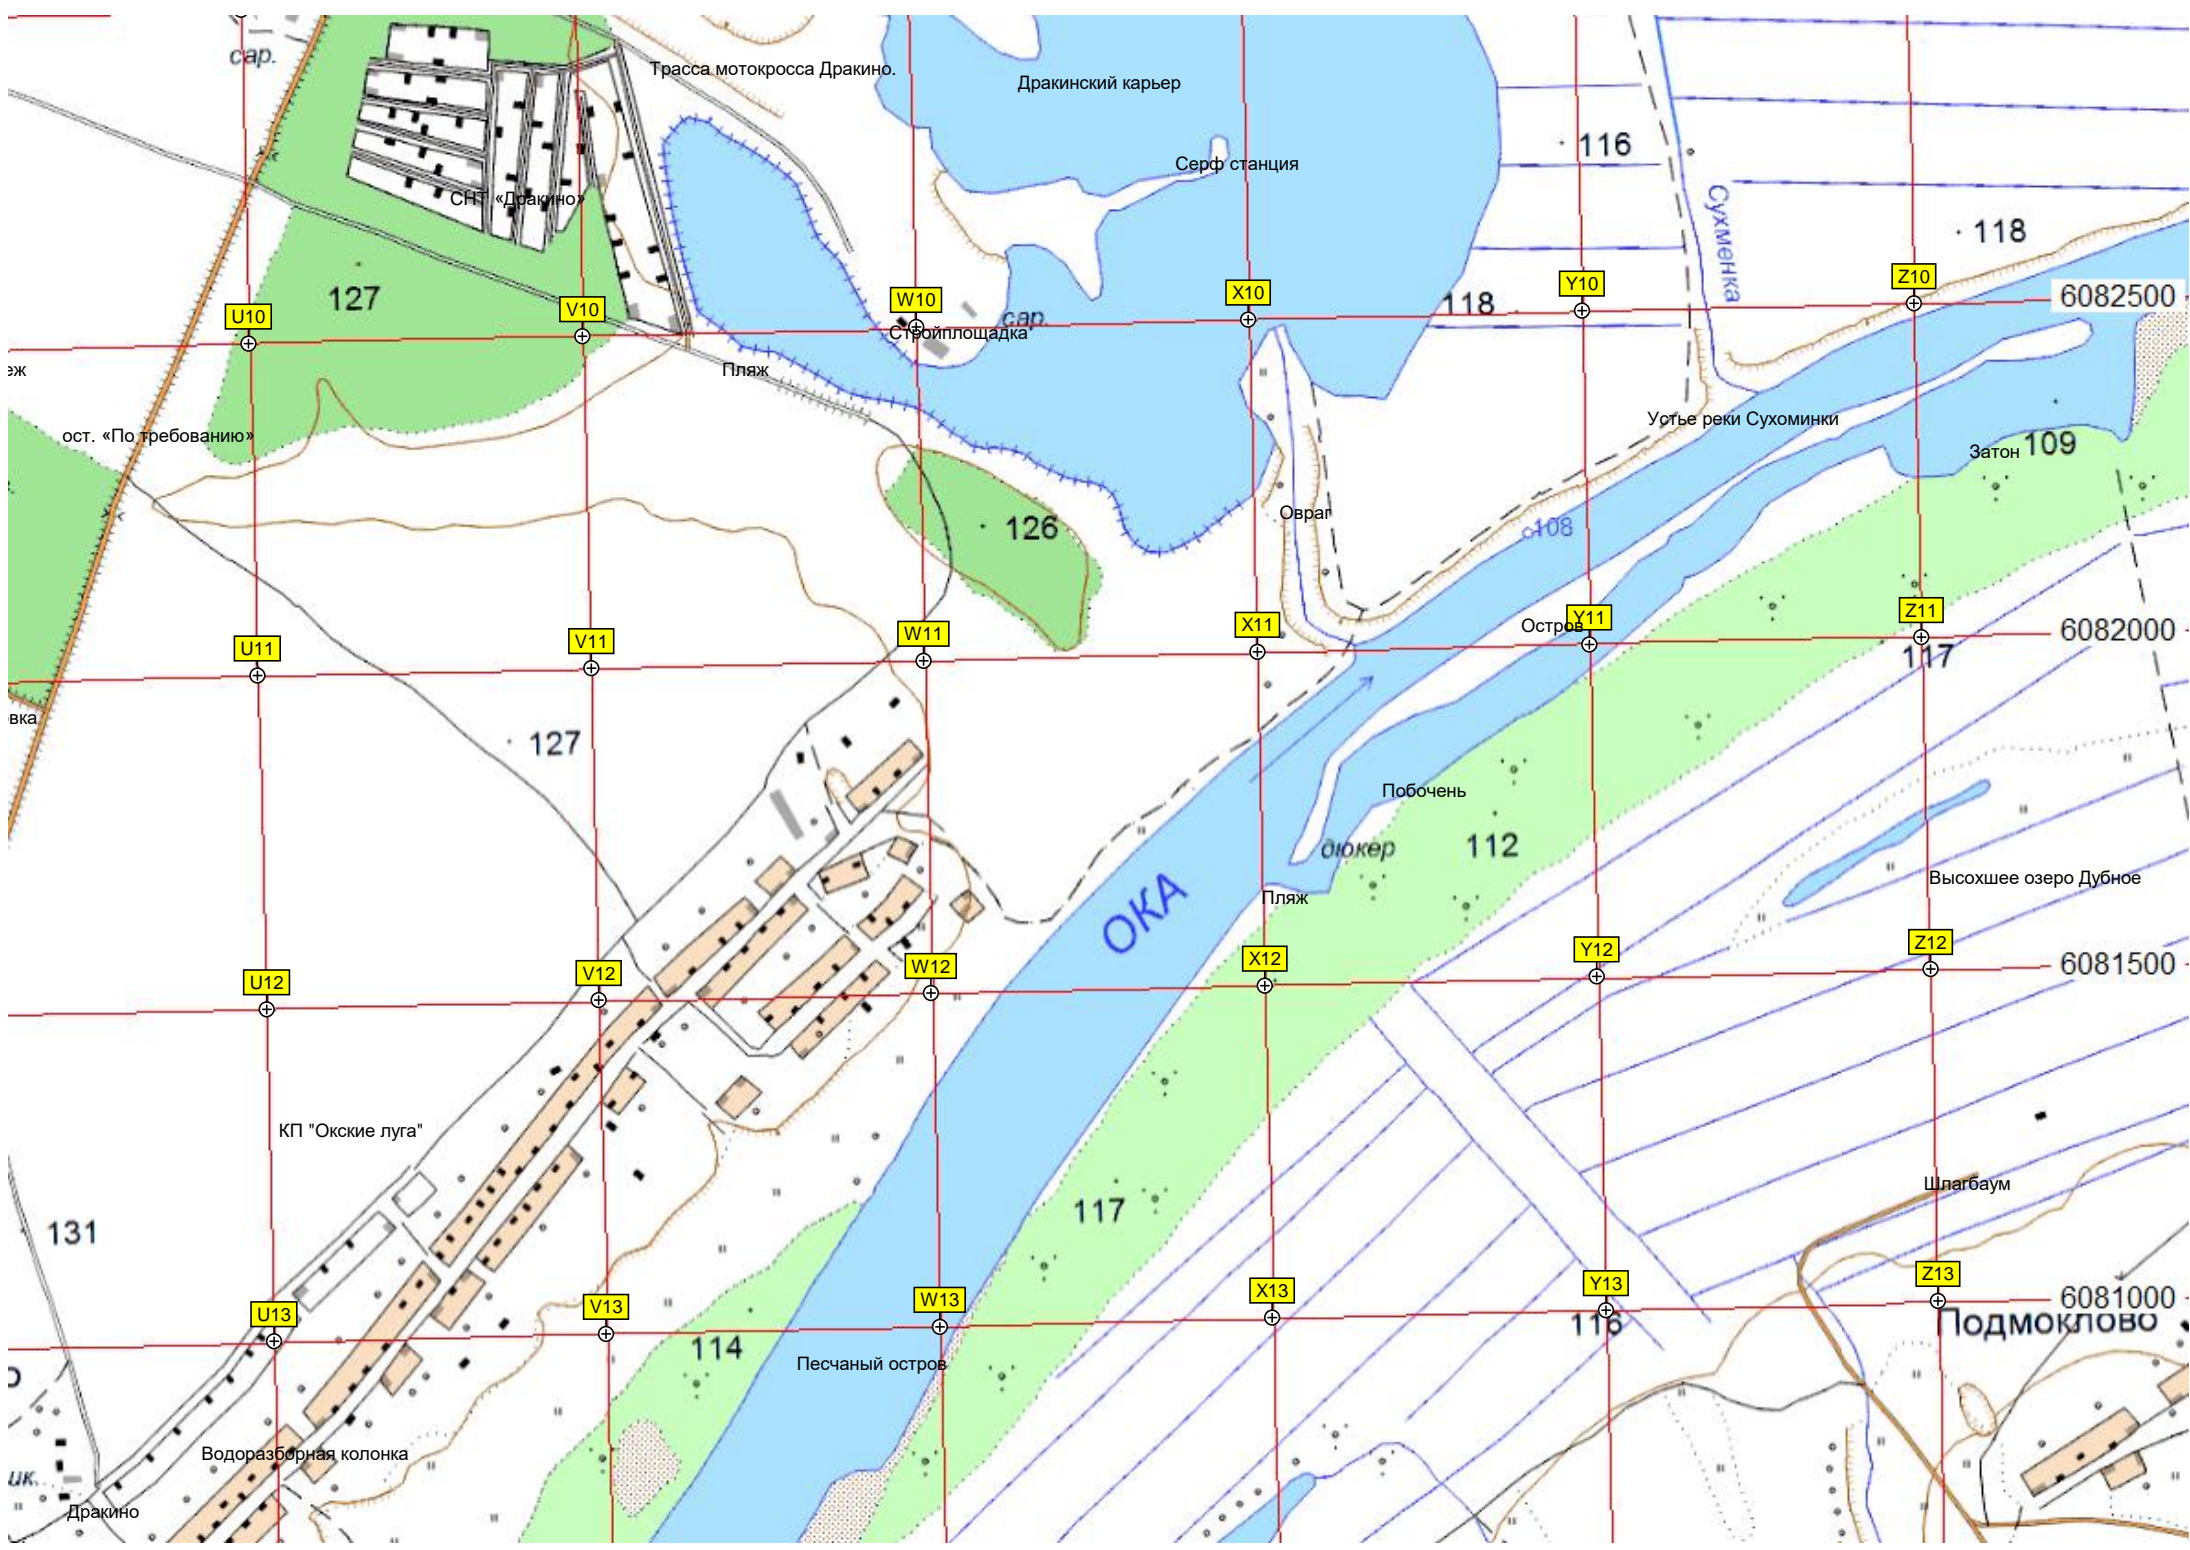 сар.
Трасса мотокросса Дракино.
Дракинский карьер
116
Серф станция
СНТ «Дракино»
Сухменка
118
127
U10
V10
W10
X10
Y10
Z10
6082500
118
сар.
Стройплощадка
еж
Пляж
Устье реки Сухоминки
ост. «По требованию»
Затон
109
Овраг
126
108
U11
V11
W11
X11
Y11
Z11
Остров
6082000
117
вка
127
Побочень
дюкер
112
Высохшее озеро Дубное
Пляж
ОКА
U12
V12
W12
X12
Y12
Z12
6081500
КП "Окские луга"
Шлагбаум
131
117
U13
V13
W13
X13
Y13
Z13
6081000
116
Подмоклово
114
Песчаный остров
о
Водоразборная колонка
ик.
Дракино